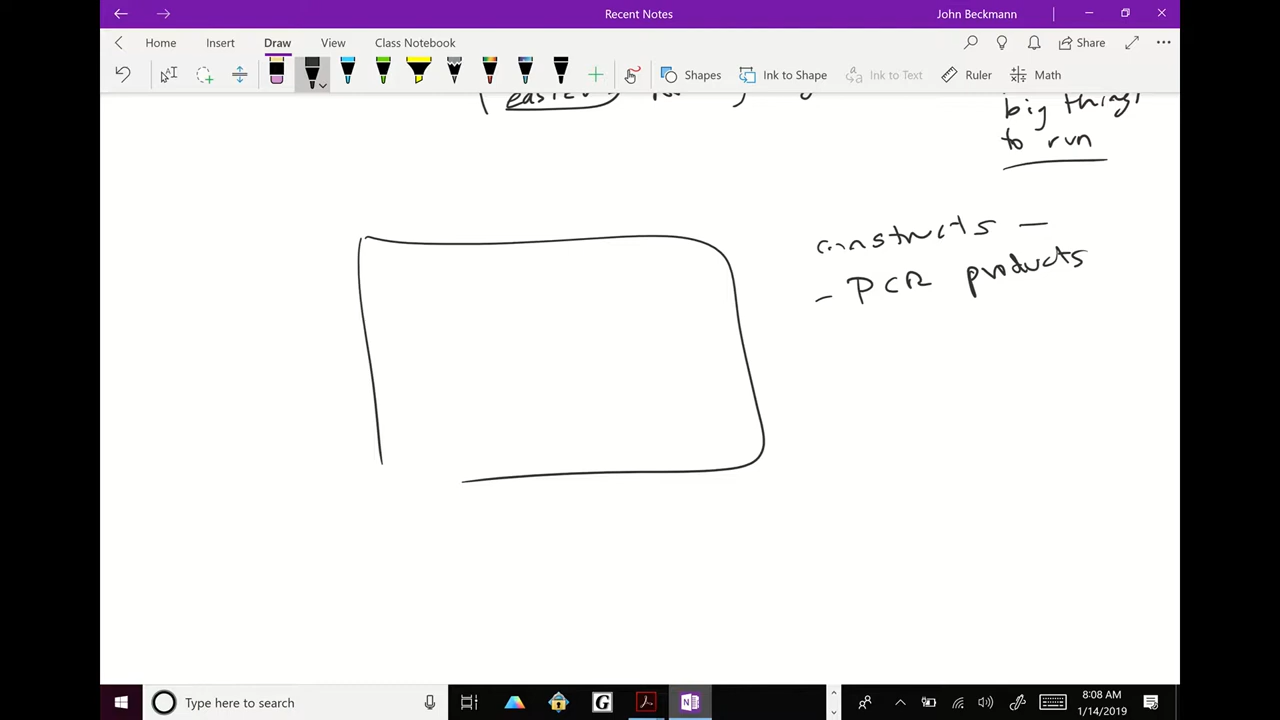 Recent Notes
John Beckmann
Home Insert Draw View Class Notebook
Share
Shapes
Ink to Shape
Ink to Text
Ruler
Math
easier
big things
to run
constructs —
- PCR products
Type here to search
G
N
8:08 AM
1/14/2019